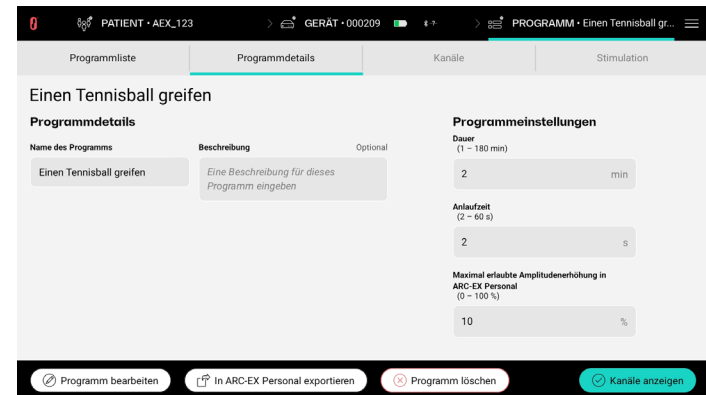 PATIENT • AEX_123
GERÄT • 000209
PROGRAMM • Einen Tennisball gr...
Programmliste
Programmdetails
Kanäle
Stimulation
Einen Tennisball greifen
Programmdetails
Name des Programms
Beschreibung
Optional
Einen Tennisball greifen
Eine Beschreibung für dieses
Programm eingeben
Programmeinstellungen
Dauer
(1 – 180 min)
2 min
Anlaufzeit
(2 – 60 s)
2 s
Maximal erlaubte Amplitudenerhöhung in
ARC-EX Personal
(0 – 100 %)
10 %
Programm bearbeiten
In ARC-EX Personal exportieren
Programm löschen
Kanäle anzeigen